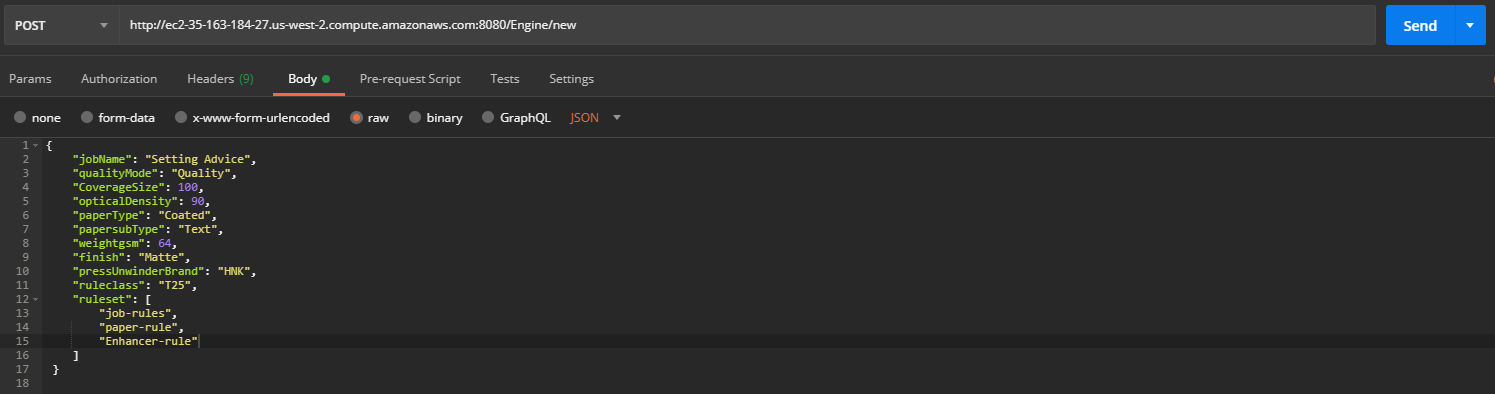 POST http://ec2-35-163-184-27.us-west-2.compute.amazonaws.com:8080/Engine/new Send
Params Authorization Headers (9) Body Pre-request Script Tests Settings
none form-data x-www-form-urlencoded raw binary GraphQL JSON
1 {
2 "jobName": "Setting Advice",
3 "qualityMode": "Quality",
4 "CoverageSize": 100,
5 "opticalDensity": 90,
6 "paperType": "Coated",
7 "papersubType": "Text",
8 "weightgsm": 64,
9 "finish": "Matte",
10 "pressUnwinderBrand": "HNK",
11 "ruleclass": "T25",
12 "ruleset": [
13 "job-rules",
14 "paper-rule",
15 "Enhancer-rule"
16 ]
17 }
18